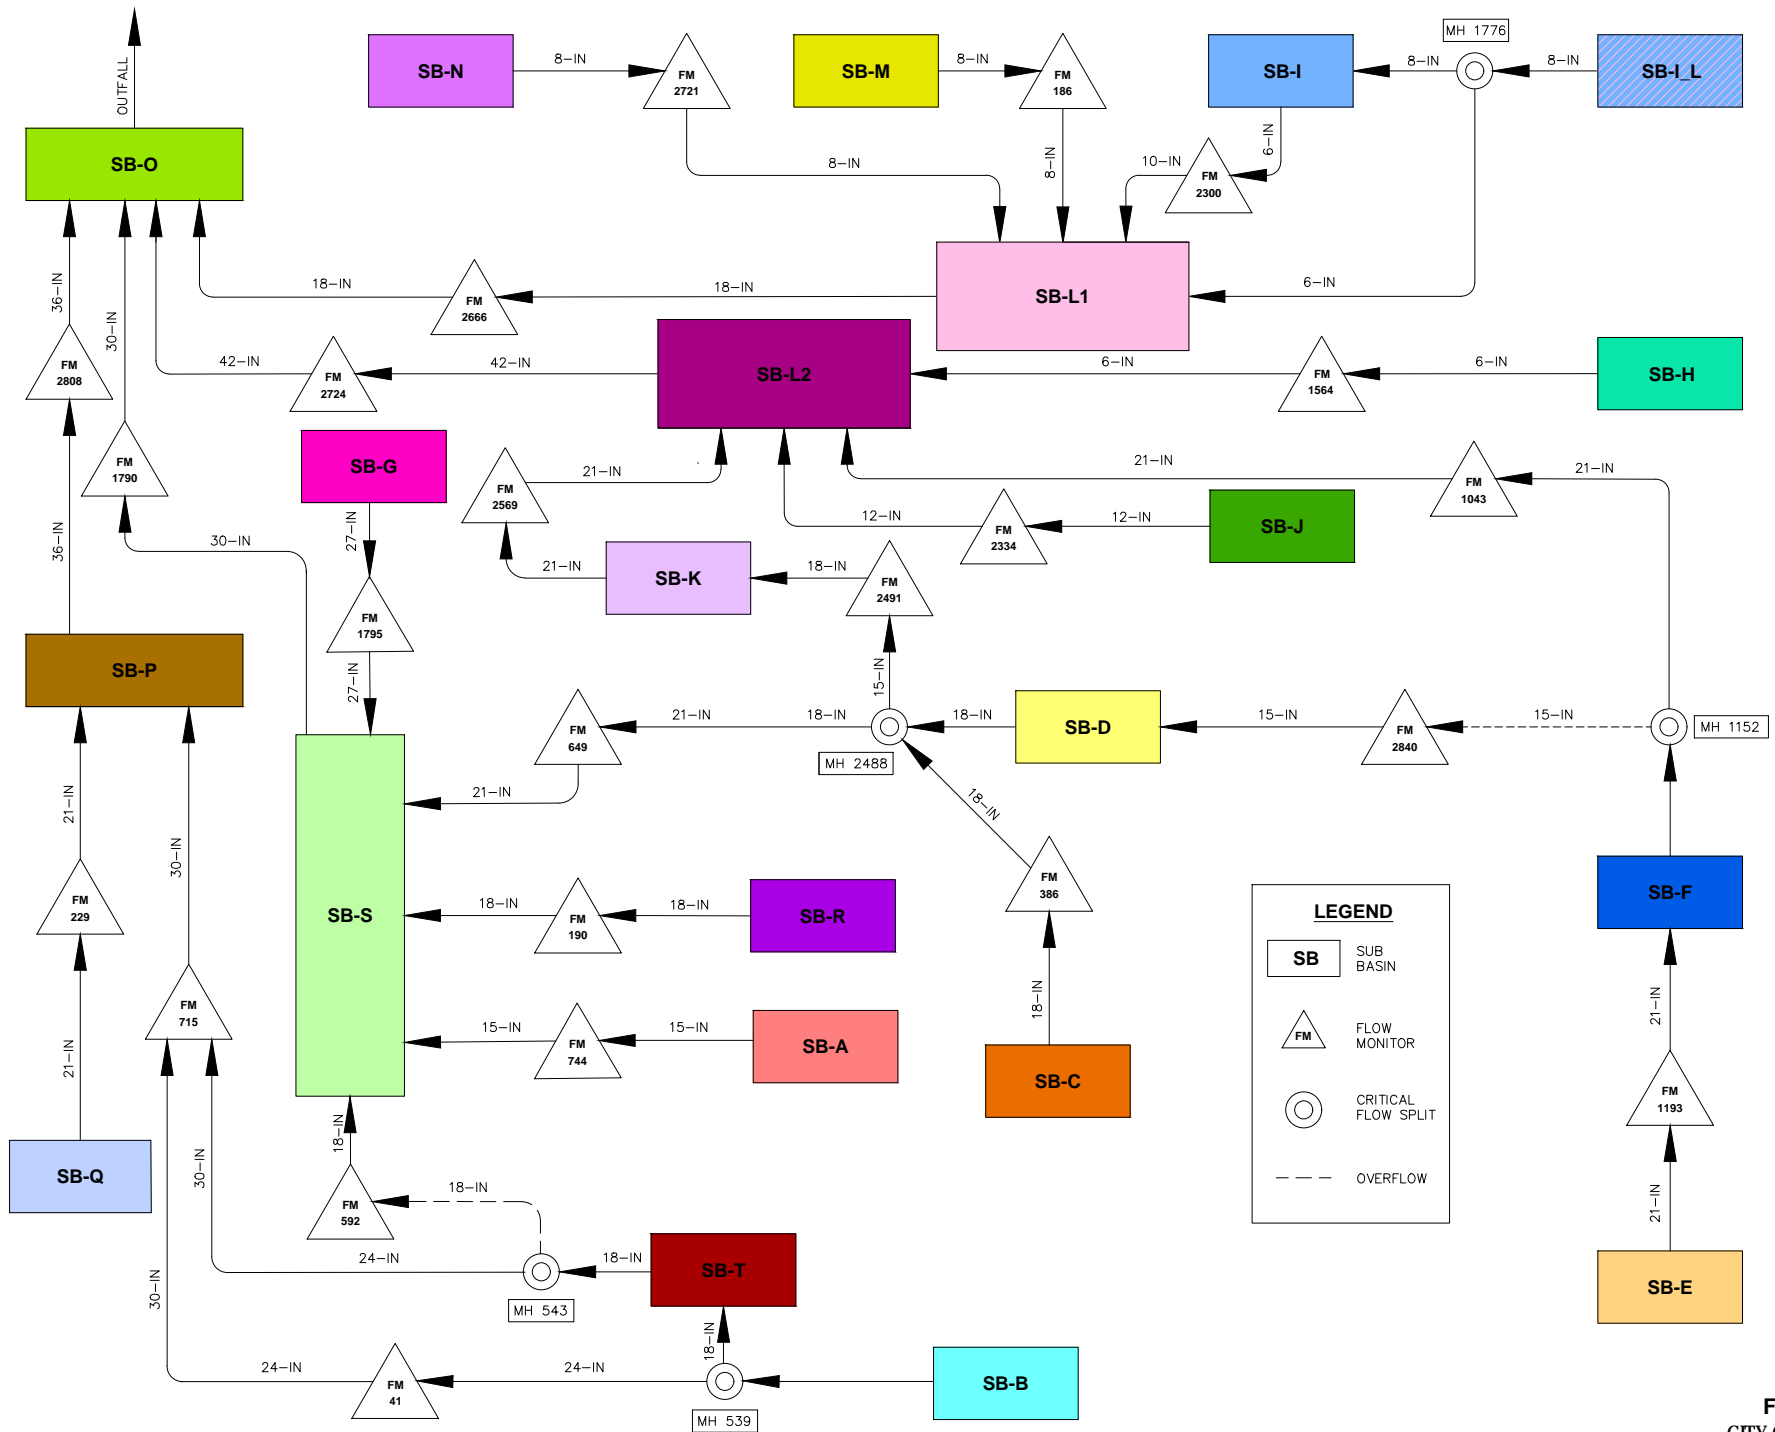 MH 1776
OUTFALL
SB-N
8-IN
FM
2721
SB-M
8-IN
FM
186
SB-I
8-IN
8-IN
SB-I_L
8-IN
8-IN
6-IN
10-IN
FM
2300
SB-O
36-IN
30-IN
18-IN
FM
2666
18-IN
SB-L1
6-IN
FM
2808
42-IN
FM
2724
42-IN
SB-L2
6-IN
FM
1564
6-IN
SB-H
FM
1790
SB-G
FM
2569
21-IN
21-IN
FM
1043
21-IN
36-IN
30-IN
27-IN
12-IN
FM
2334
12-IN
SB-J
21-IN
SB-K
18-IN
FM
2491
FM
1795
SB-P
27-IN
15-IN
FM
649
21-IN
18-IN
18-IN
SB-D
15-IN
FM
2840
15-IN
MH 1152
MH 2488
21-IN
21-IN
30-IN
18-IN
FM
229
FM
386
SB-S
18-IN
FM
190
18-IN
SB-R
SB-F
LEGEND
SB
SUB
BASIN
FM
FLOW
MONITOR
CRITICAL
FLOW SPLIT
OVERFLOW
FM
715
21-IN
15-IN
FM
744
15-IN
SB-A
18-IN
SB-C
21-IN
FM
1193
SB-Q
30-IN
18-IN
FM
592
18-IN
21-IN
24-IN
18-IN
SB-T
SB-E
30-IN
MH 543
18-IN
24-IN
FM
41
24-IN
SB-B
MH 539
F